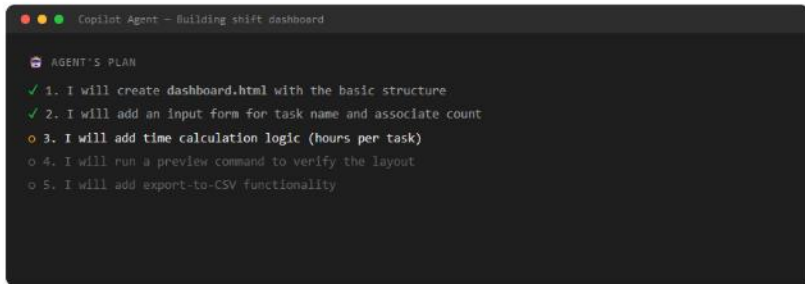 Copilot Agent — Building shift dashboard
AGENT'S PLAN
✓ 1. I will create dashboard.html with the basic structure
✓ 2. I will add an input form for task name and associate count
○ 3. I will add time calculation logic (hours per task)
○ 4. I will run a preview command to verify the layout
○ 5. I will add export-to-CSV functionality